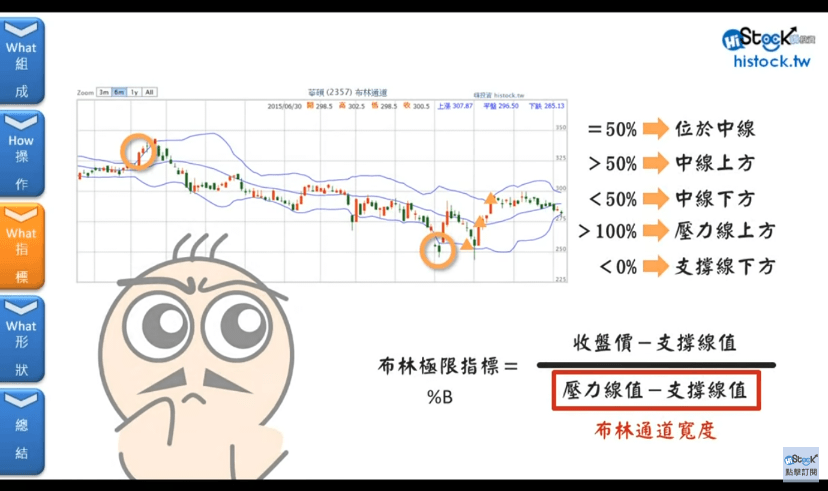 What
組
成
How
操
作
What
指
標
What
形
狀
總
結
HiStock
histock.tw
Zoom 3m 6m 1y All
華碩 (2357) 布林通道
嗨投資 histock.tw
2015/06/30 開 298.5 高 302.5 低 298.5 收 300.5 上漲 307.87 平盤 296.50 下跌 285.13
350
325
300
275
250
225
=50% 位於中線
>50% 中線上方
<50% 中線下方
>100% 壓力線上方
<0% 支撐線下方
布林極限指標=
%B
收盤價-支撐線值
壓力線值-支撐線值
布林通道寬度
HiStock
點擊訂閱